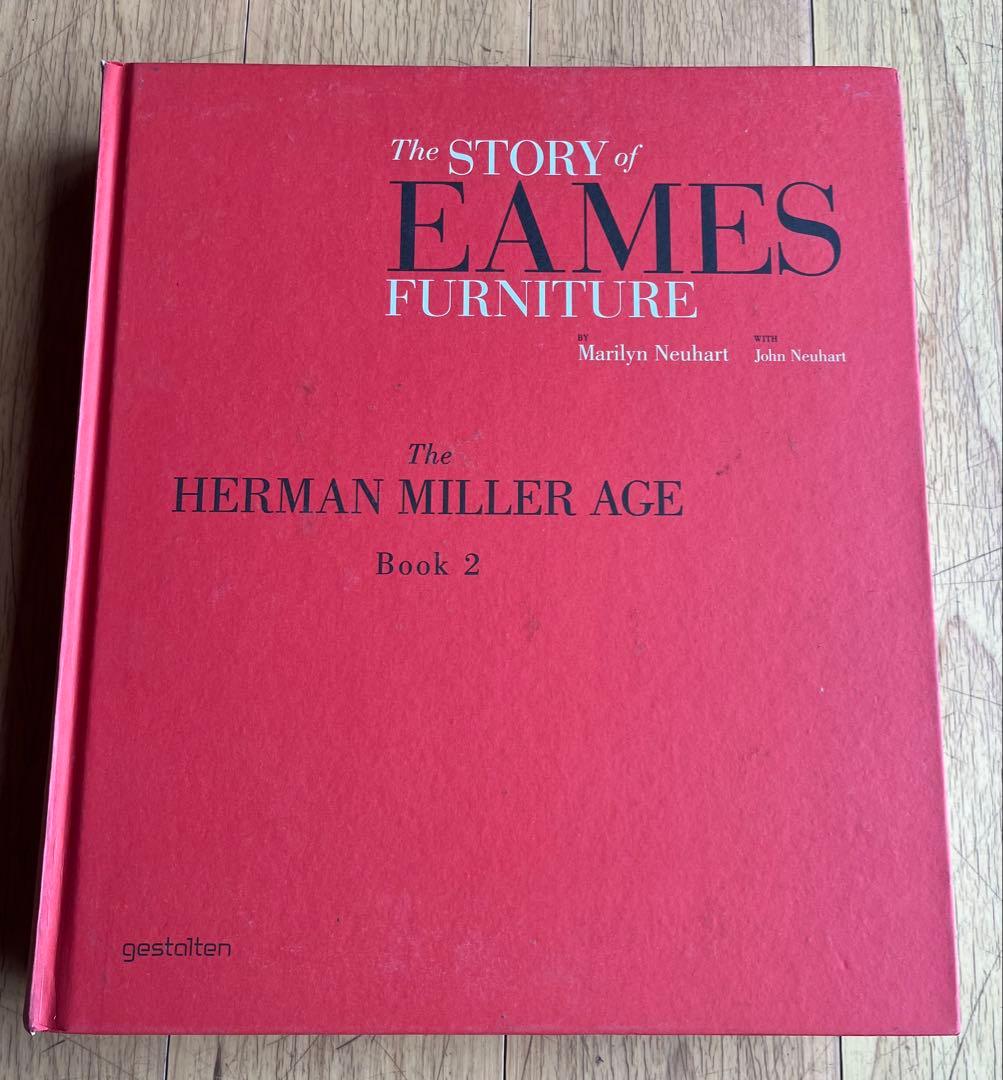 The STORY of
EAMES
FURNITURE
BY Marilyn Neuhart WITH John Neuhart
The
HERMAN MILLER AGE
Book 2
gestalten